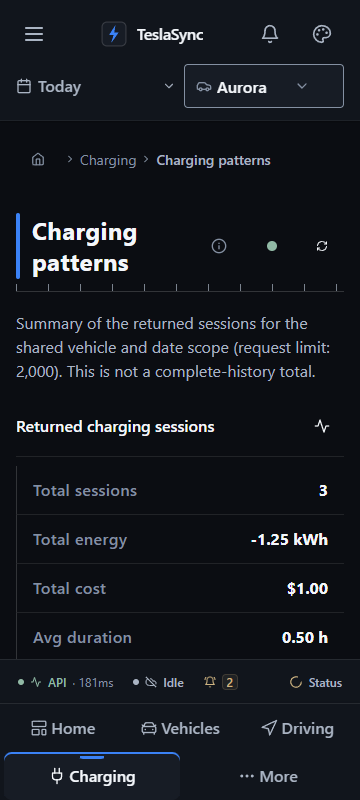 TeslaSync
Today
Aurora
Charging
Charging patterns
Charging
patterns
Summary of the returned sessions for the
shared vehicle and date scope (request limit:
2,000). This is not a complete-history total.
Returned charging sessions
Total sessions 3
Total energy -1.25 kWh
Total cost $1.00
Avg duration 0.50 h
API · 181ms Idle 2 Status
Home Vehicles Driving
Charging More